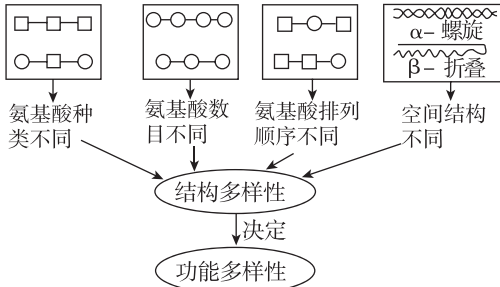 α- 螺旋
β- 折叠
氨基酸种
类不同
氨基酸数
目不同
氨基酸排列
顺序不同
空间结构
不同
结构多样性
决定
功能多样性